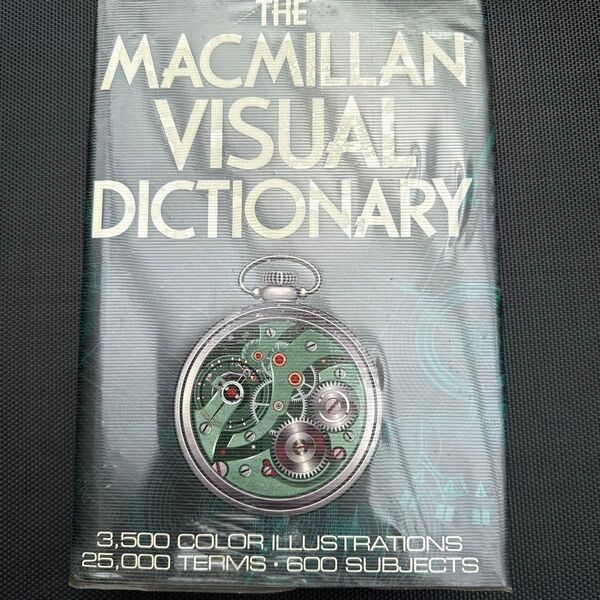 THE
MACMILLAN
VISUAL
DICTIONARY
3,500 COLOR ILLUSTRATIONS
25,000 TERMS · 600 SUBJECTS